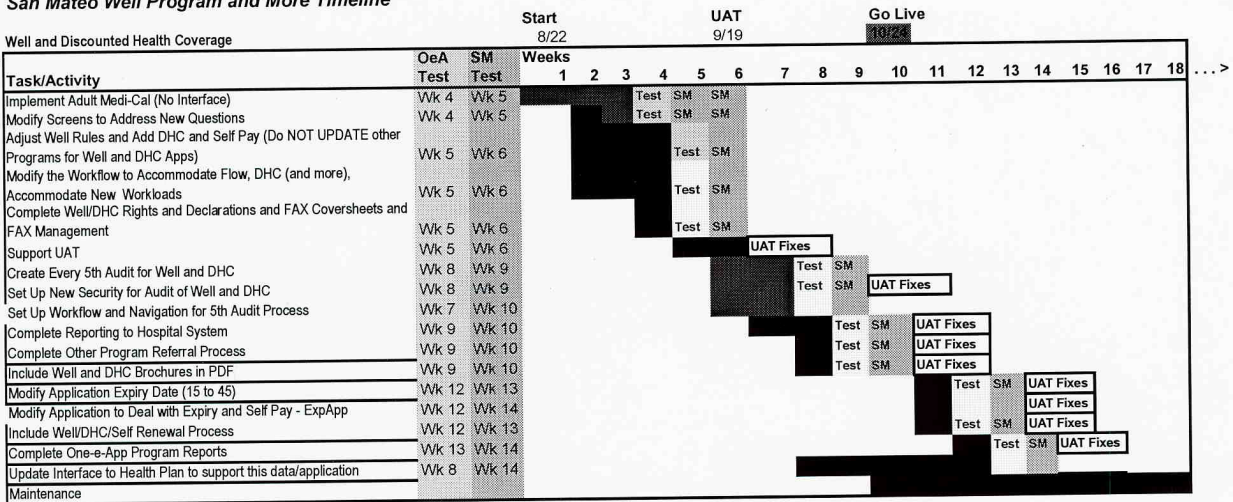 San Mateo Well Program and More Timeline
Start UAT Go Live
Well and Discounted Health Coverage 8/22 9/19 10/24
OeA SM Weeks
Task/Activity Test Test 1 2 3 4 5 6 7 8 9 10 11 12 13 14 15 16 17 18 ...>
Implement Adult Medi-Cal (No Interface) Wk 4 Wk 5 Test SM SM
Modify Screens to Address New Questions Wk 4 Wk 5 Test SM SM
Adjust Well Rules and Add DHC and Self Pay (Do NOT UPDATE other
Programs for Well and DHC Apps) Wk 5 Wk 6 Test SM
Modify the Workflow to Accommodate Flow, DHC (and more),
Accommodate New Workloads Wk 5 Wk 6 Test SM
Complete Well/DHC Rights and Declarations and FAX Coversheets and
FAX Management Wk 5 Wk 6 Test SM
Support UAT Wk 5 Wk 6 UAT Fixes
Create Every 5th Audit for Well and DHC Wk 8 Wk 9 Test SM
Set Up New Security for Audit of Well and DHC Wk 8 Wk 9 Test SM UAT Fixes
Set Up Workflow and Navigation for 5th Audit Process Wk 7 Wk 10
Complete Reporting to Hospital System Wk 9 Wk 10 Test SM UAT Fixes
Complete Other Program Referral Process Wk 9 Wk 10 Test SM UAT Fixes
Include Well and DHC Brochures in PDF Wk 9 Wk 10 Test SM UAT Fixes
Modify Application Expiry Date (15 to 45) Wk 12 Wk 13 Test SM UAT Fixes
Modify Application to Deal with Expiry and Self Pay - ExpApp Wk 12 Wk 14 UAT Fixes
Include Well/DHC/Self Renewal Process Wk 12 Wk 13 Test SM UAT Fixes
Complete One-e-App Program Reports Wk 13 Wk 14 Test SM UAT Fixes
Update Interface to Health Plan to support this data/application Wk 8 Wk 14
Maintenance